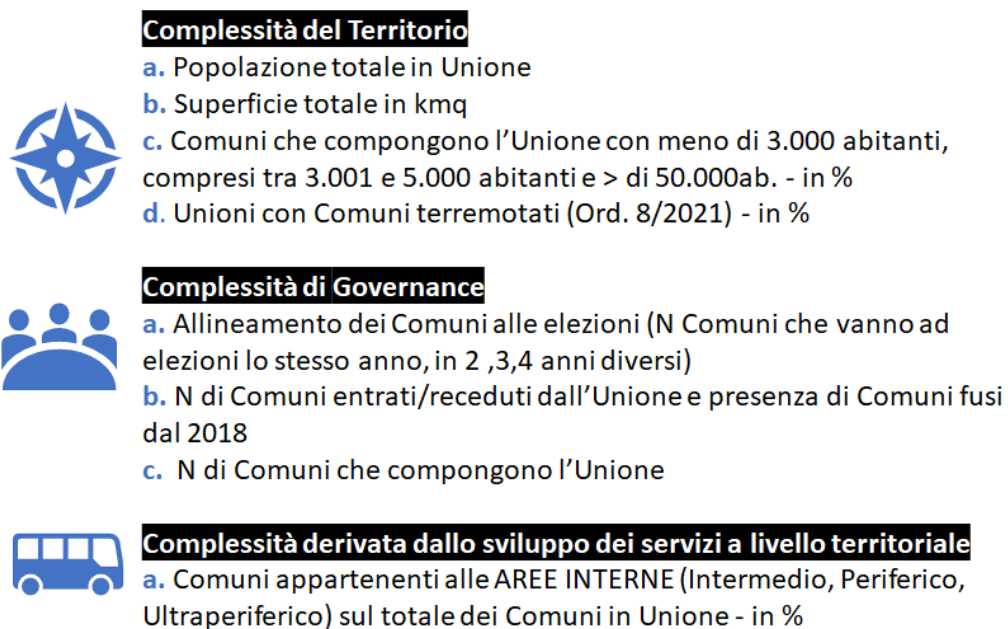 Complessità del Territorio
a. Popolazione totale in Unione
b. Superficie totale in kmq
c. Comuni che compongono l'Unione con meno di 3.000 abitanti,
compresi tra 3.001 e 5.000 abitanti e > di 50.000ab. - in %
d. Unioni con Comuni terremotati (Ord. 8/2021) - in %
Complessità di Governance
a. Allineamento dei Comuni alle elezioni (N Comuni che vanno ad
elezioni lo stesso anno, in 2 ,3,4 anni diversi)
b. N di Comuni entrati/receduti dall'Unione e presenza di Comuni fusi
dal 2018
c. N di Comuni che compongono l'Unione
Complessità derivata dallo sviluppo dei servizi a livello territoriale
a. Comuni appartenenti alle AREE INTERNE (Intermedio, Periferico,
Ultraperiferico) sul totale dei Comuni in Unione - in %